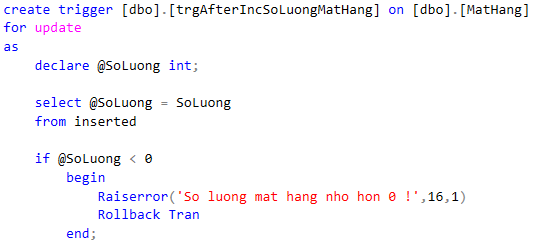 create trigger [dbo].[trgAfterIncSoLuongMatHang] on [dbo].[MatHang]
for update
as
    declare @SoLuong int;

    select @SoLuong = SoLuong
    from inserted

    if @SoLuong < 0
        begin
            Raiserror('So luong mat hang nho hon 0 !',16,1)
            Rollback Tran
        end;